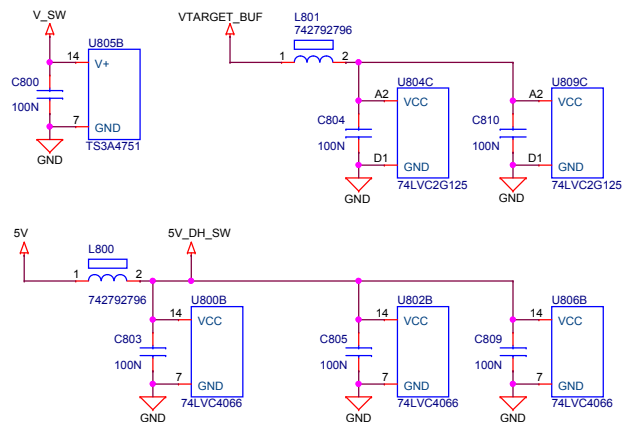 V_SW
U805B
14
V+
C800
100N
7
GND
TS3A4751
GND
VTARGET_BUF
L801
742792796
1
2
U804C
A2
VCC
C804
100N
D1
GND
74LVC2G125
GND
U809C
A2
VCC
C810
100N
D1
GND
74LVC2G125
GND
5V
L800
1
2
742792796
5V_DH_SW
U800B
14
VCC
C803
100N
7
GND
74LVC4066
GND
U802B
14
VCC
C805
100N
7
GND
74LVC4066
GND
U806B
14
VCC
C809
100N
7
GND
74LVC4066
GND